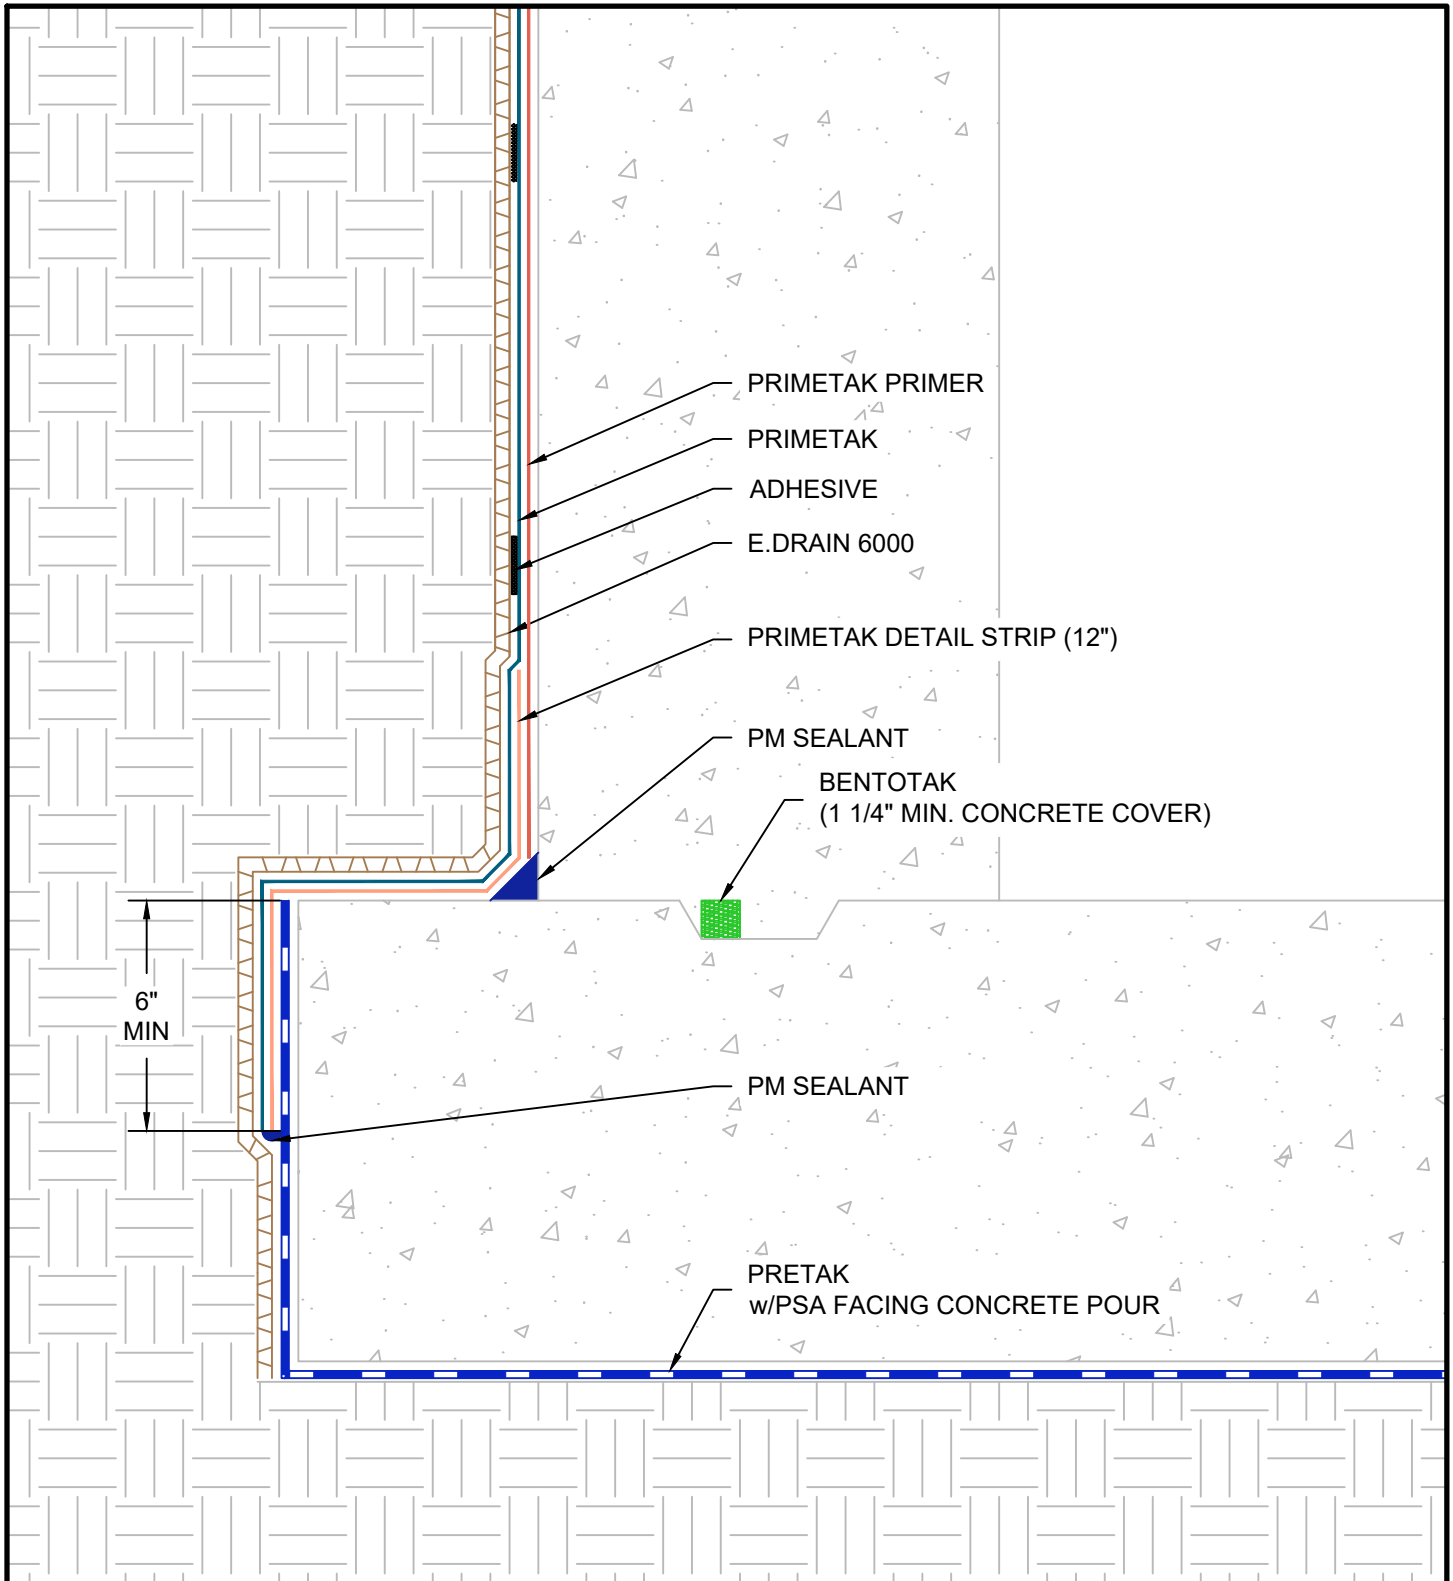 PRIMETAK PRIMER
PRIMETAK
ADHESIVE
E.DRAIN 6000
PRIMETAK DETAIL STRIP (12")
PM SEALANT
BENTOTAK
(1 1/4" MIN. CONCRETE COVER)
6"
MIN
PM SEALANT
PRETAK
w/PSA FACING CONCRETE POUR